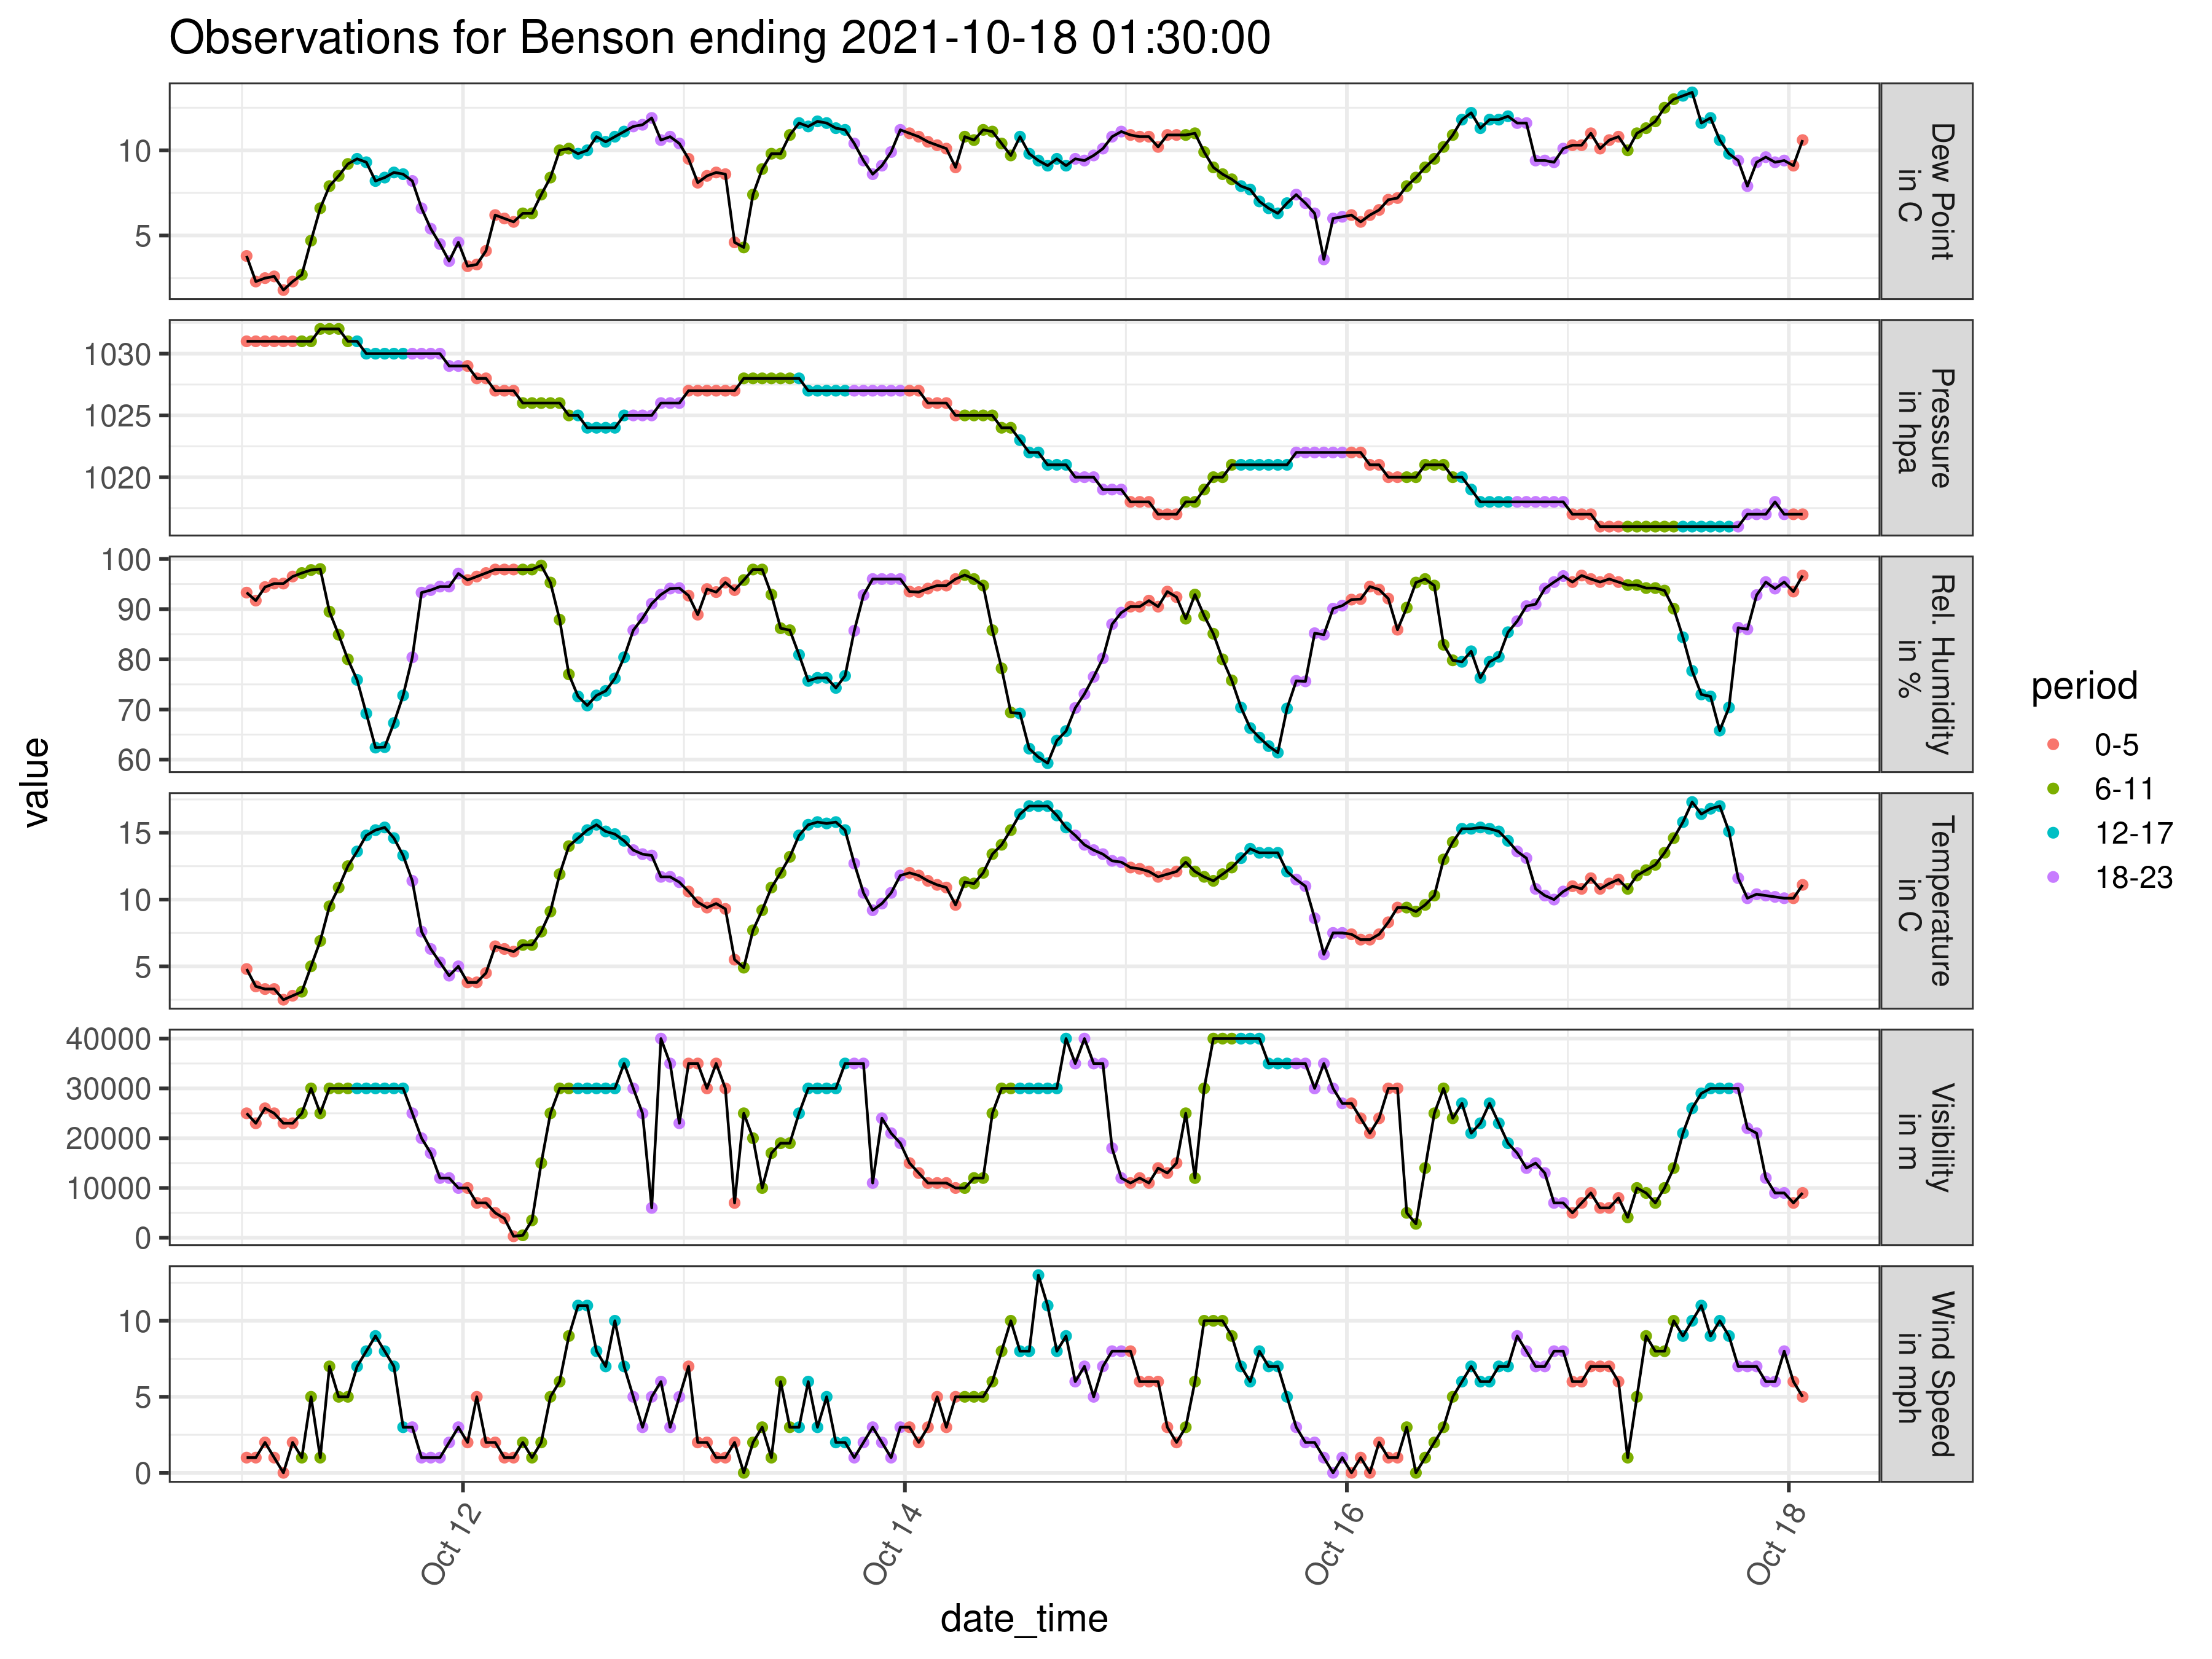 Observations for Benson ending 2021-10-18 01:30:00
value
10
5
Dew Point
in C
1030
1025
1020
Pressure
in hpa
100
90
80
70
60
Rel. Humidity
in %
15
10
5
Temperature
in C
40000
30000
20000
10000
0
Visibility
in m
10
5
0
Wind Speed
in mph
Oct 12
Oct 14
Oct 16
Oct 18
date_time
period
0-5
6-11
12-17
18-23